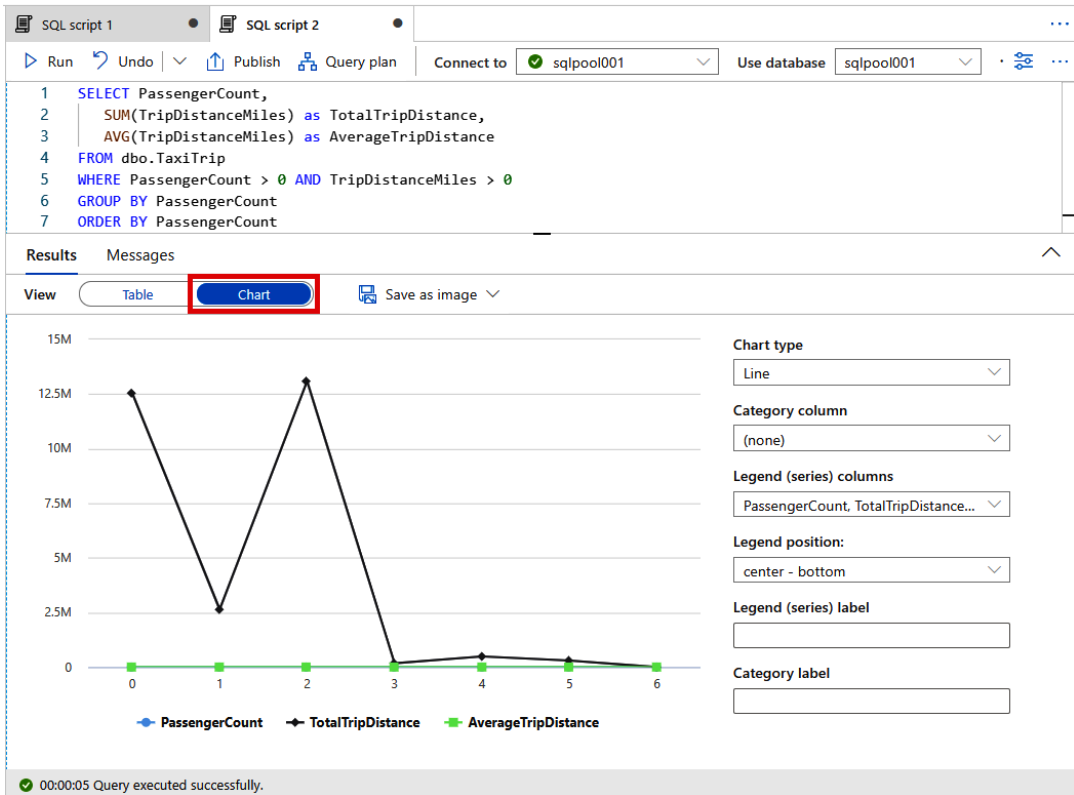 SQL script 1
SQL script 2
Run Undo Publish Query plan Connect to sqlpool001 Use database sqlpool001
1 SELECT PassengerCount,
2 SUM(TripDistanceMiles) as TotalTripDistance,
3 AVG(TripDistanceMiles) as AverageTripDistance
4 FROM dbo.TaxiTrip
5 WHERE PassengerCount > 0 AND TripDistanceMiles > 0
6 GROUP BY PassengerCount
7 ORDER BY PassengerCount
Results Messages
View Table Chart Save as image
15M
12.5M
10M
7.5M
5M
2.5M
0
0 1 2 3 4 5 6
PassengerCount TotalTripDistance AverageTripDistance
Chart type
Line
Category column
(none)
Legend (series) columns
PassengerCount, TotalTripDistance...
Legend position:
center - bottom
Legend (series) label
Category label
00:00:05 Query executed successfully.